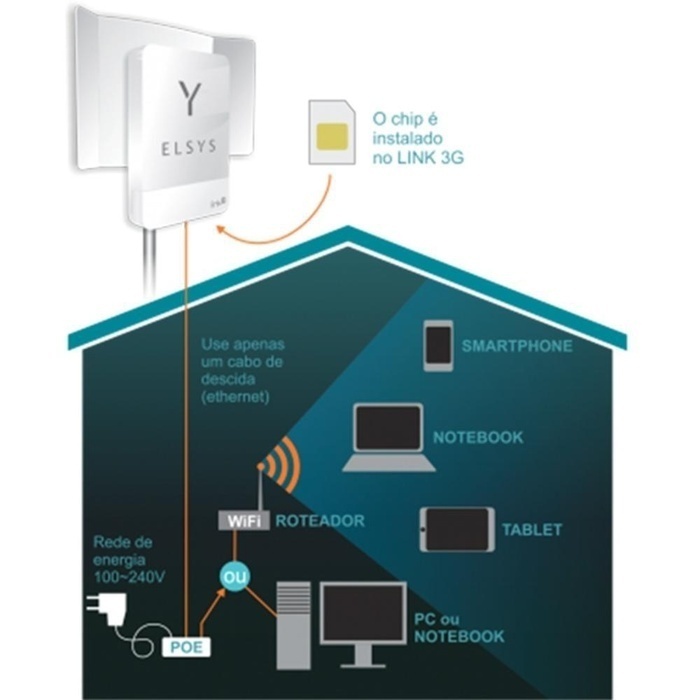 Y
ELSYS
O chip é
instalado
no LINK 3G
Use apenas
um cabo de
descida
(ethernet)
SMARTPHONE
NOTEBOOK
WiFi ROTEADOR
TABLET
Rede de
energia
100~240V
ou
PC ou
NOTEBOOK
POE